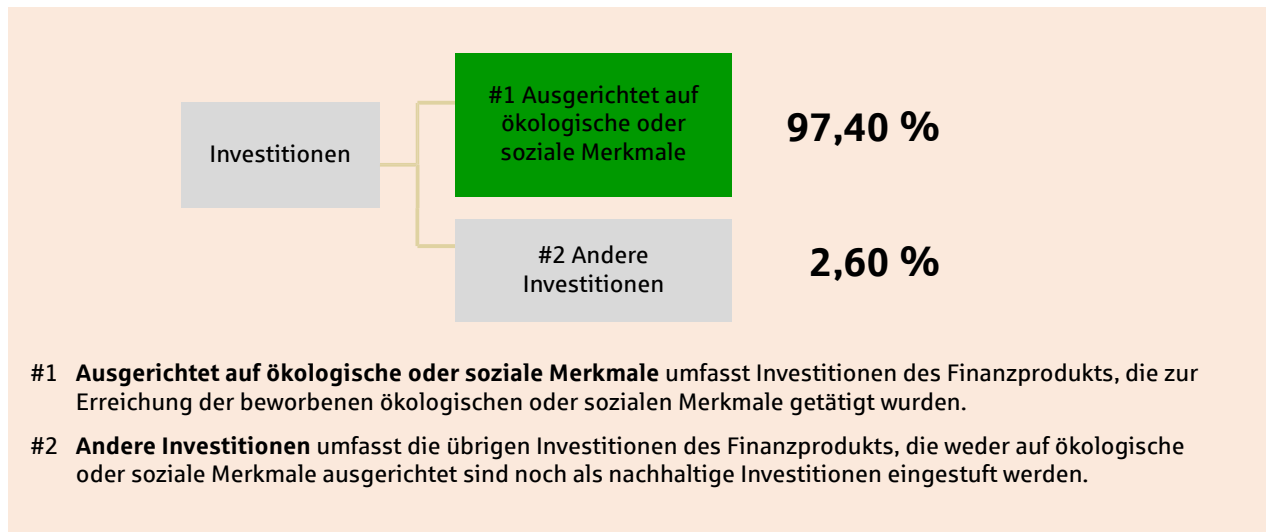 #1 Ausgerichtet auf
ökologische oder
soziale Merkmale
97,40 %
Investitionen
#2 Andere
Investitionen
2,60 %
#1 Ausgerichtet auf ökologische oder soziale Merkmale umfasst Investitionen des Finanzprodukts, die zur
Erreichung der beworbenen ökologischen oder sozialen Merkmale getätigt wurden.
#2 Andere Investitionen umfasst die übrigen Investitionen des Finanzprodukts, die weder auf ökologische
oder soziale Merkmale ausgerichtet sind noch als nachhaltige Investitionen eingestuft werden.